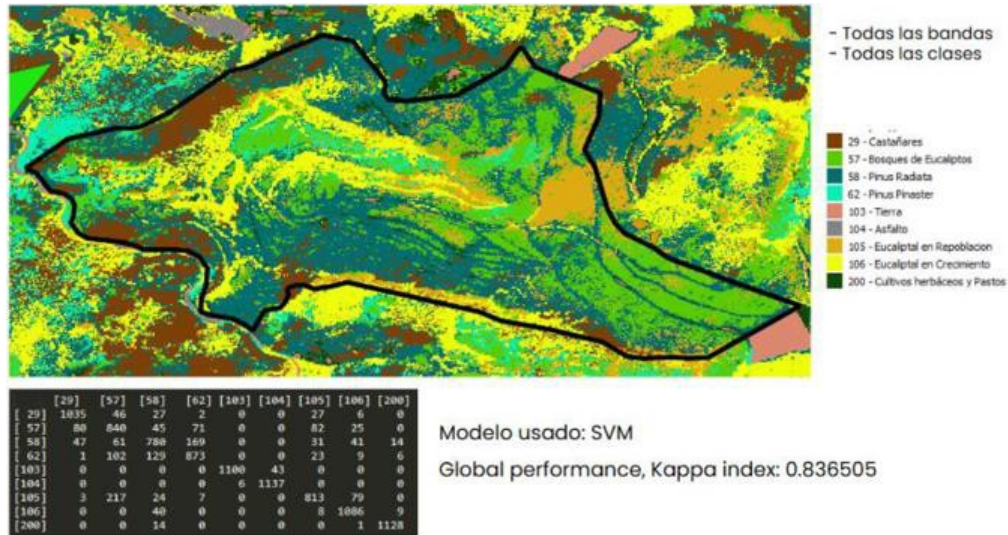 - Todas las bandas
- Todas las clases
29 - Castañares
57 - Bosques de Eucaliptos
58 - Pinus Radiata
62 - Pinus Pinaster
103 - Tierra
104 - Asfalto
105 - Eucaliptal en Repoblacion
106 - Eucaliptal en Crecimiento
200 - Cultivos herbáceos y Pastos
[29] [57] [58] [62] [103] [104] [105] [106] [200]
[ 29] 1035 46 27 2 0 0 27 6 0
[ 57] 80 840 45 71 0 0 82 25 0
[ 58] 47 61 780 169 0 0 31 41 14
[ 62] 1 102 129 873 0 0 23 9 6
[103] 0 0 0 0 1100 43 0 0 0
[104] 0 0 0 0 6 1137 0 0 0
[105] 3 217 24 7 0 0 813 79 0
[106] 0 0 40 0 0 0 8 1086 9
[200] 0 0 14 0 0 0 0 1 1128
Modelo usado: SVM
Global performance, Kappa index: 0.836505